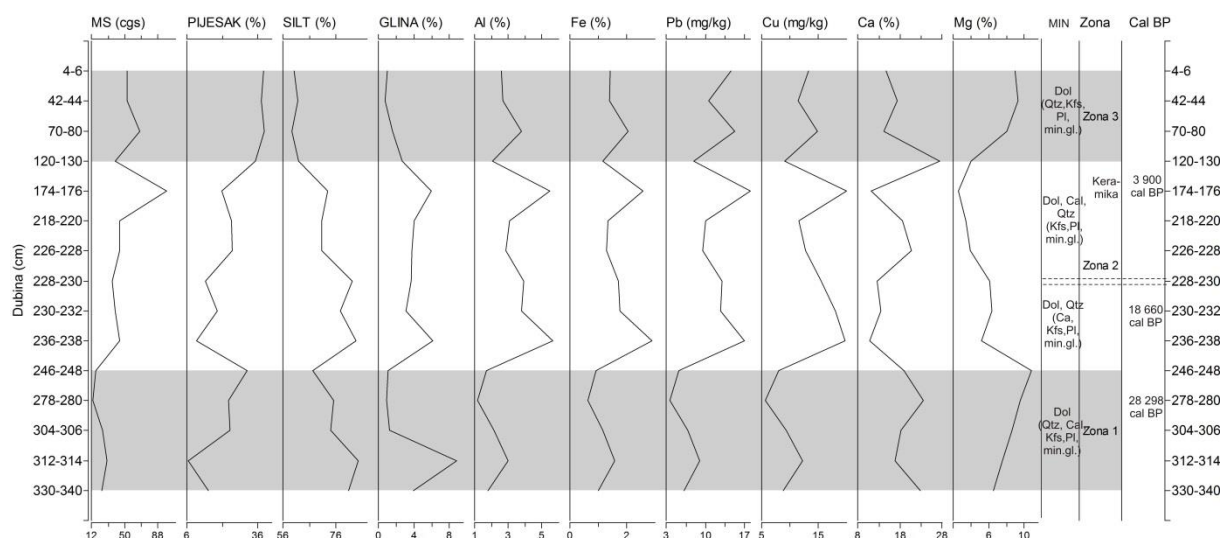 MS (cgs) PIJESAK (%) SILT (%) GLINA (%) Al (%) Fe (%) Pb (mg/kg) Cu (mg/kg) Ca (%) Mg (%) MIN Zona Cal BP
Dubina (cm)
4-6 4-6
42-44 42-44
70-80 70-80
120-130 120-130
174-176 174-176
218-220 218-220
226-228 226-228
228-230 228-230
230-232 230-232
236-238 236-238
246-248 246-248
278-280 278-280
304-306 304-306
312-314 312-314
330-340 330-340
Dol
(Qtz,Kfs,
Pl,
min.gl.)
Zona 3
Dol, Cal,
Qtz
(Kfs,Pl,
min.gl.)
Kera-
mika
3 900
cal BP
Zona 2
Dol, Qtz
(Ca,
Kfs,Pl,
min.gl.)
18 660
cal BP
Dol
(Qtz, Cal,
Kfs,Pl,
min.gl.)
Zona 1
28 298
cal BP
12 50 88 6 36 56 76 0 4 8 1 3 5 0 2 3 10 17 5 15 8 18 28 2 6 10